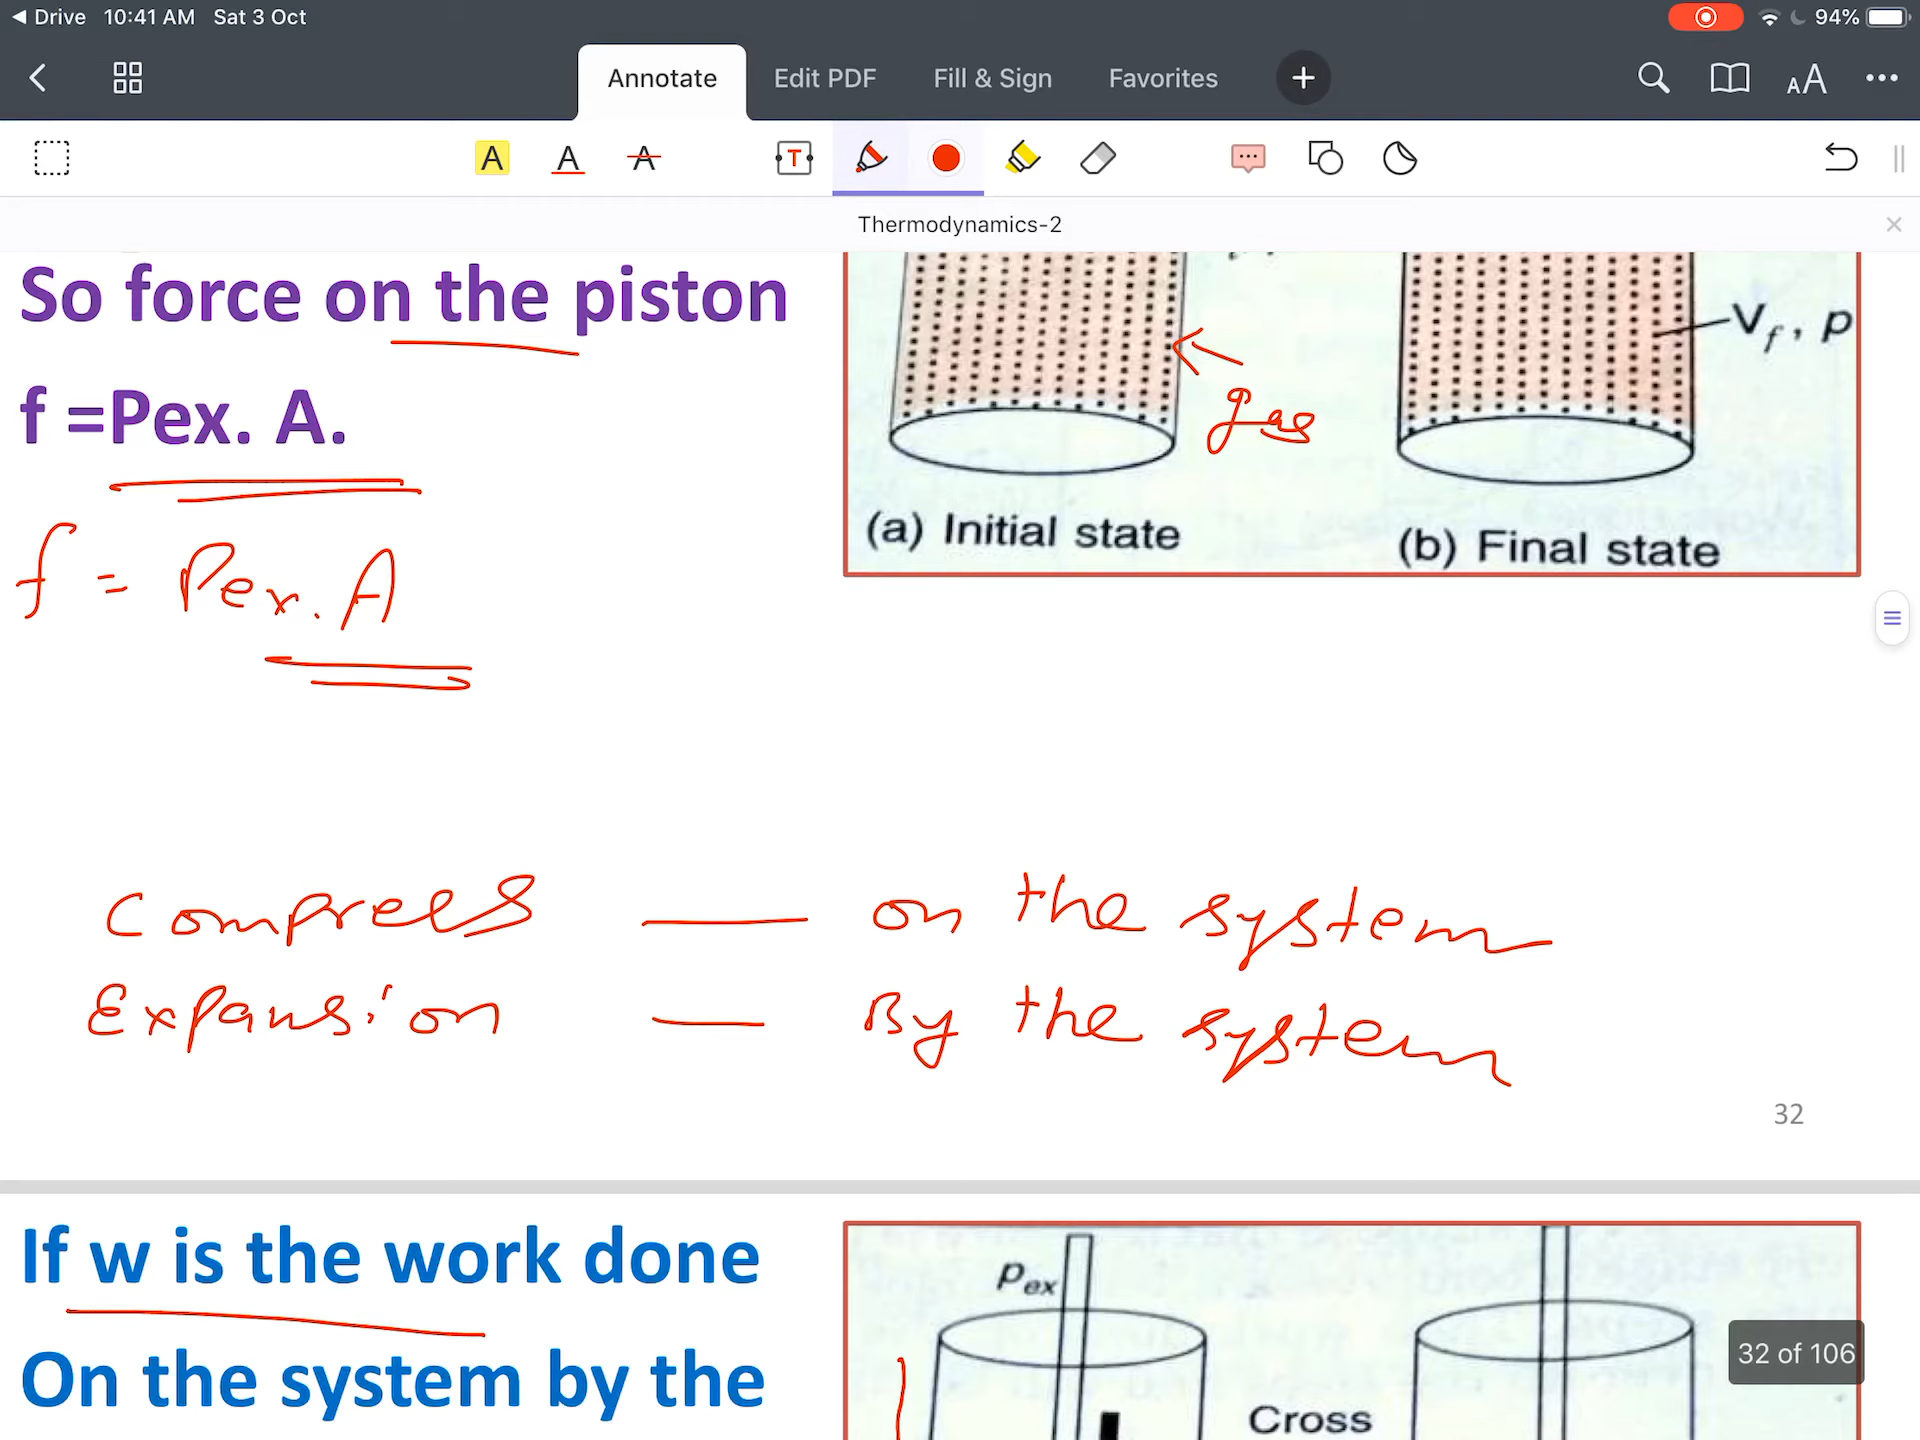 Drive 10:41 AM Sat 3 Oct 94%
Annotate Edit PDF Fill & Sign Favorites
Thermodynamics-2
So force on the piston
f =Pex. A.
f = Pex. A
gas
Vf, p
(a) Initial state
(b) Final state
Compress — on the system
Expansion — By the system
32
If w is the work done
On the system by the
Pex
Cross
32 of 106